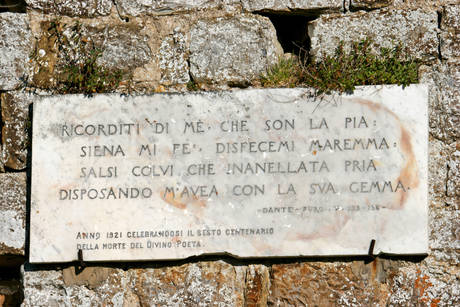 RICORDITI DI ME CHE SON LA PIA:
SIENA MI FE', DISFECEMI MAREMMA:
SALSI COLVI CHE INANELLATA PRIA
DISPOSANDO M'AVEA CON LA SVA GEMMA.
-DANTE-PURG. V.
ANNO 1921 CELEBRANDOSI IL SESTO CENTENARIO
DELLA MORTE DEL DIVINO POETA